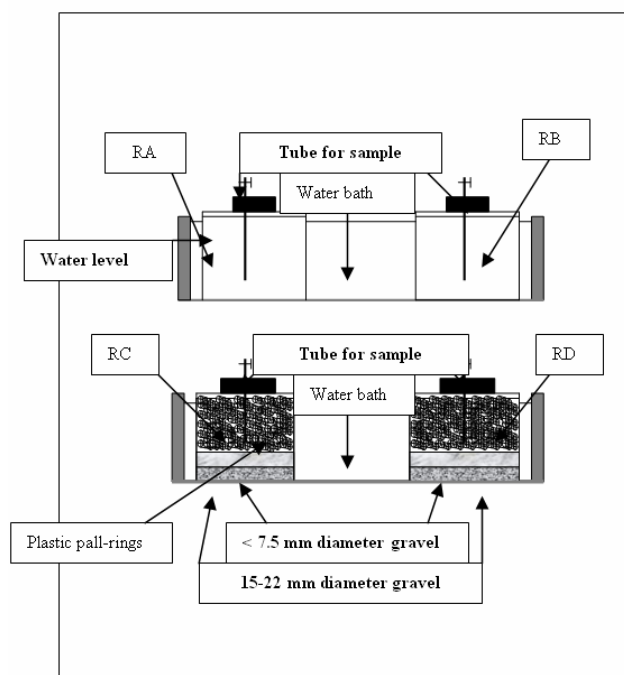 RA
Tube for sample
RB
Water bath
Water level
RC
Tube for sample
RD
Water bath
Plastic pall-rings
< 7.5 mm diameter gravel
15-22 mm diameter gravel